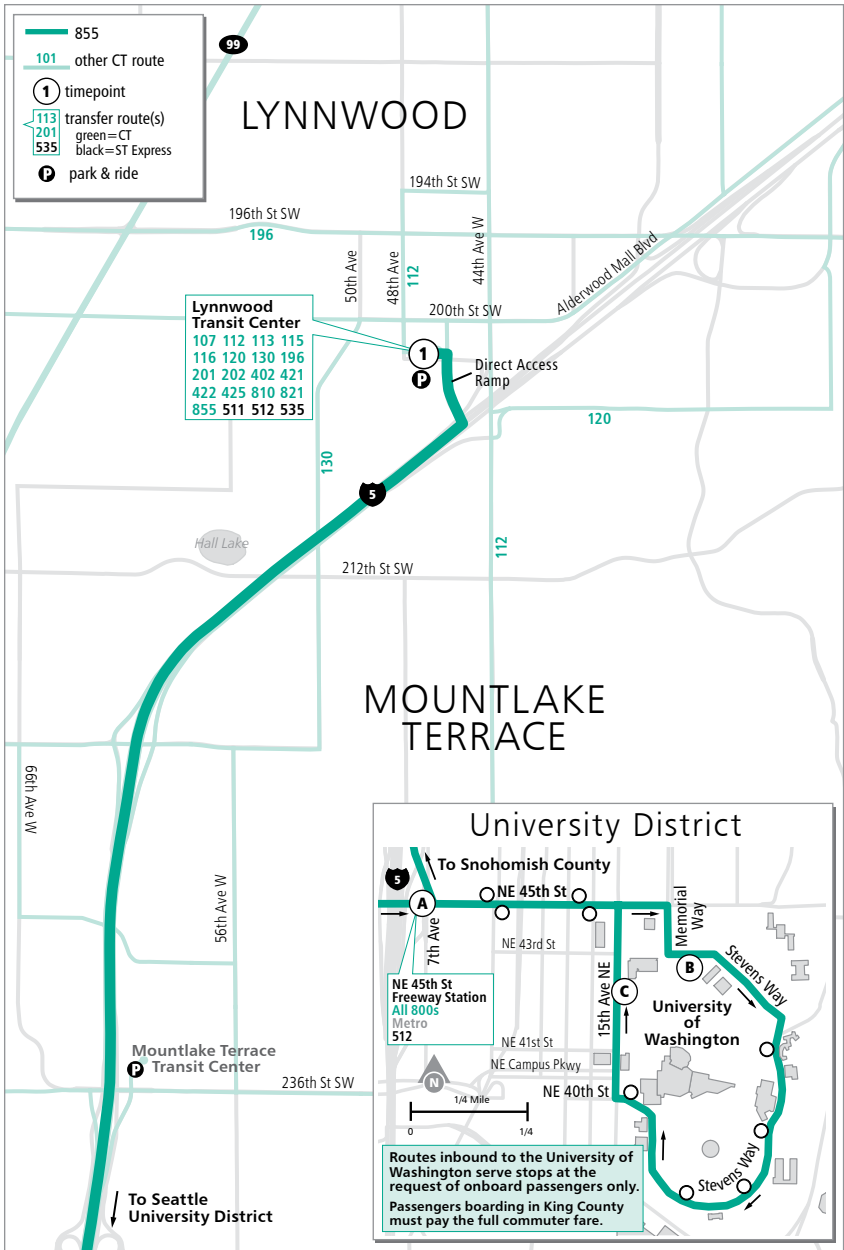 855
101
other CT route
1
timepoint
113
201
535
transfer route(s)
green=CT
black=ST Express
P
park & ride
99
LYNNWOOD
194th St SW
196th St SW
196
50th Ave
48th Ave
112
44th Ave W
Alderwood Mall Blvd
200th St SW
Lynnwood
Transit Center
107 112 113 115
116 120 130 196
201 202 402 421
422 425 810 821
855 511 512 535
1
P
Direct Access
Ramp
120
130
5
Hall Lake
112
212th St SW
MOUNTLAKE
TERRACE
66th Ave W
56th Ave W
Mountlake Terrace
Transit Center
P
236th St SW
To Seattle
University District
University District
To Snohomish County
5
A
NE 45th St
7th Ave
Memorial
Way
NE 43rd St
B
Stevens Way
NE 45th St
Freeway Station
All 800s
Metro
512
15th Ave NE
C
University
of
Washington
NE 41st St
NE Campus Pkwy
N
NE 40th St
1/4 Mile
0
1/4
Stevens Way
Routes inbound to the University of
Washington serve stops at the
request of onboard passengers only.
Passengers boarding in King County
must pay the full commuter fare.